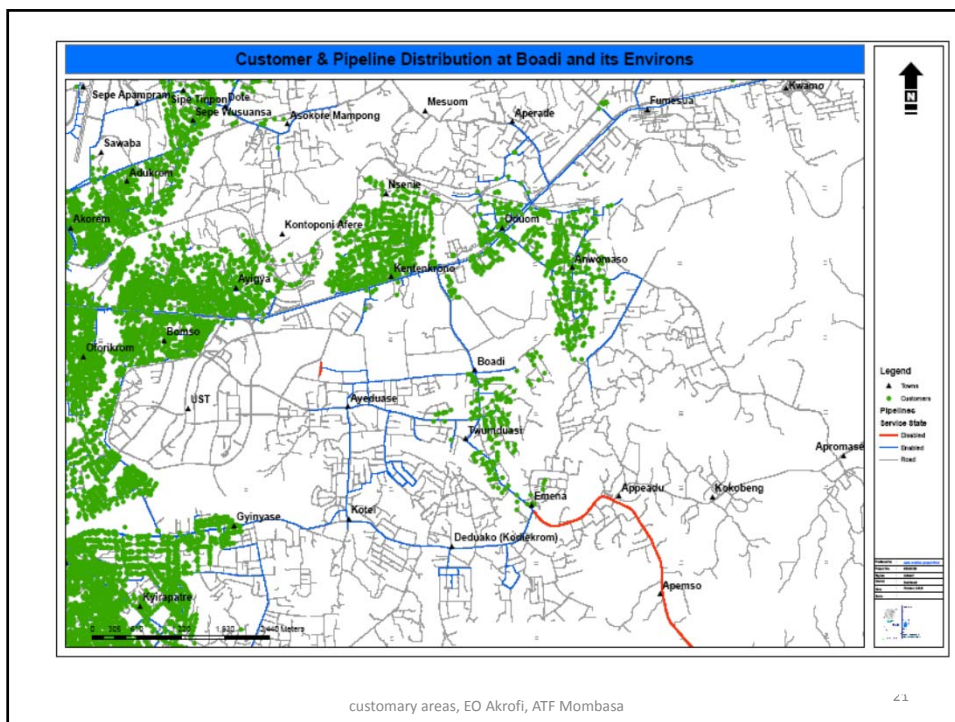 Customer & Pipeline Distribution at Boadi and its Environs
N
Kwamo
Sepe Apampram
Sipe Tinpon
Dote
Mesuom
Fumesua
Sepe Wusuansa
Asokore Mampong
Aperade
Sawaba
Adukrom
Nsenie
Akorem
Kontoponi Afere
Oduom
Anwomaso
Kentenkrono
Ayigya
Bomso
Oforikrom
Boadi
UST
Ayeduase
Twumduasi
Apromase
Emena
Appeadu
Kokobeng
Gyinyase
Kotei
Deduako (Kodiekrom)
Apemso
Kyirapatre
Meters
Legend
Towns
Customers
Pipelines
Service State
Disabled
Enabled
Road
customary areas, EO Akrofi, ATF Mombasa
21